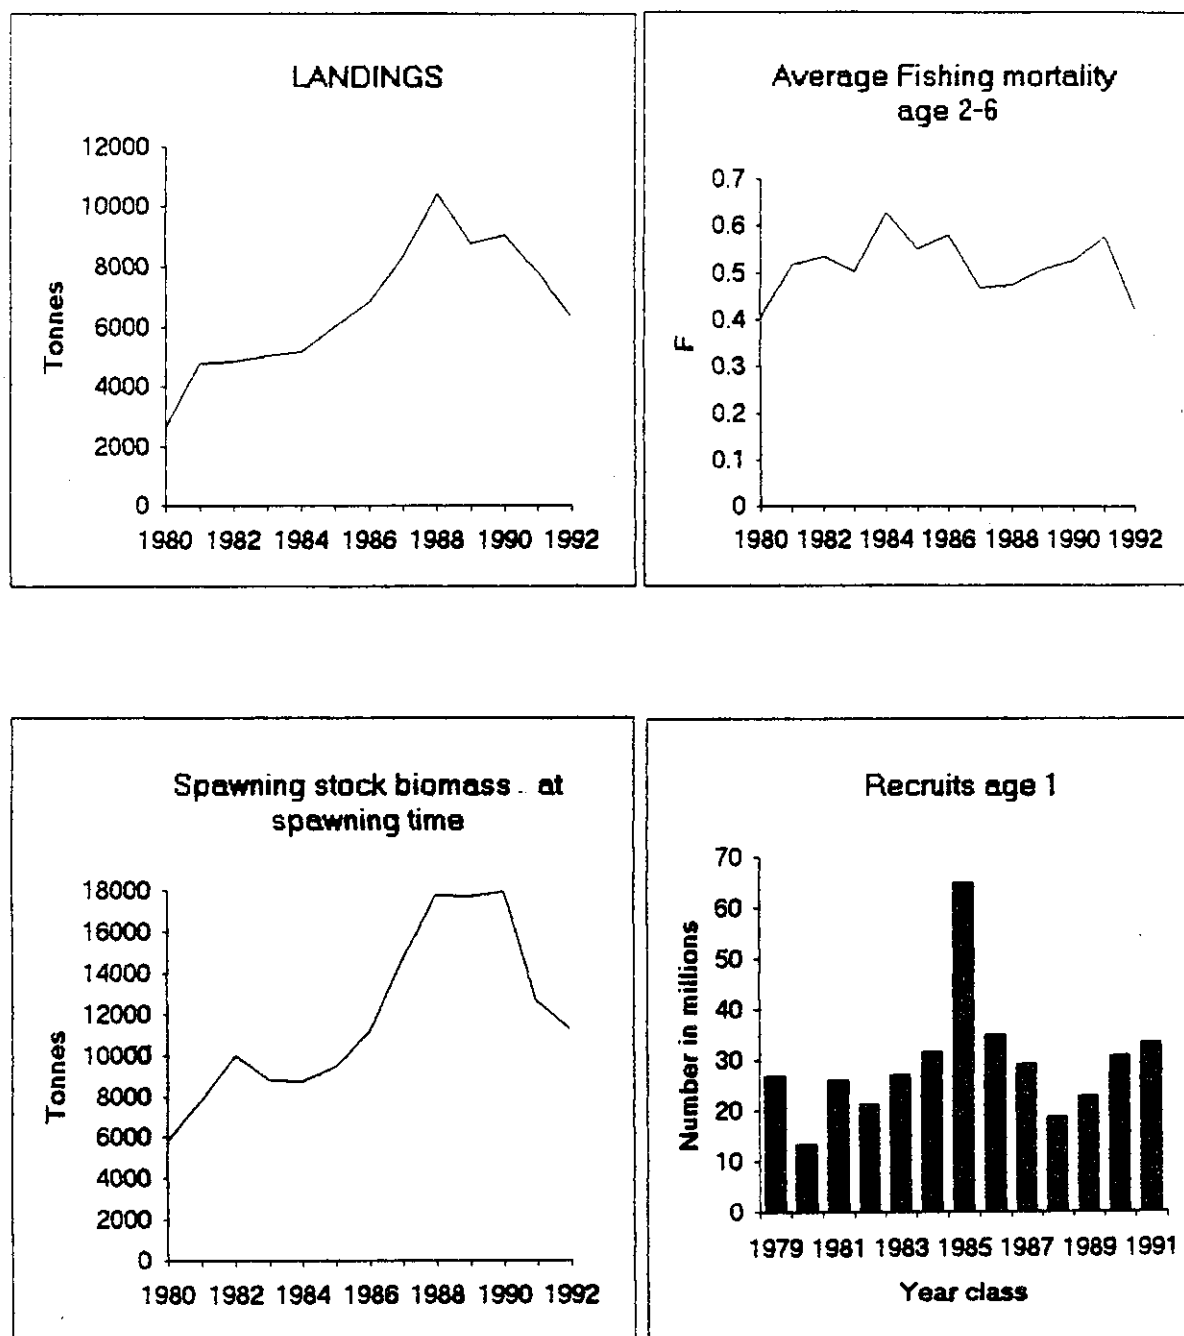 LANDINGS
12000
10000
8000
6000
4000
2000
0
Tonnes
1980 1982 1984 1986 1988 1990 1992
Average Fishing mortality
age 2-6
0.7
0.6
0.5
0.4
0.3
0.2
0.1
0
F
1980 1982 1984 1986 1988 1990 1992
Spawning stock biomass at
spawning time
18000
16000
14000
12000
10000
8000
6000
4000
2000
0
Tonnes
1980 1982 1984 1986 1988 1990 1992
Recruits age 1
70
60
50
40
30
20
10
0
Number in millions
1979 1981 1983 1985 1987 1989 1991
Year class